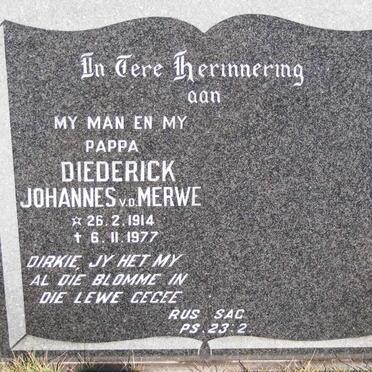 In Tere Herinnering
aan
MY MAN EN MY
PAPPA
DIEDERICK
JOHANNES V.D. MERWE
☆ 26.2.1914
† 6.11.1977
DIRKIE, JY HET MY
AL DIE BLOMME IN
DIE LEWE GEGEE
RUS SAG
PS. 23:2.